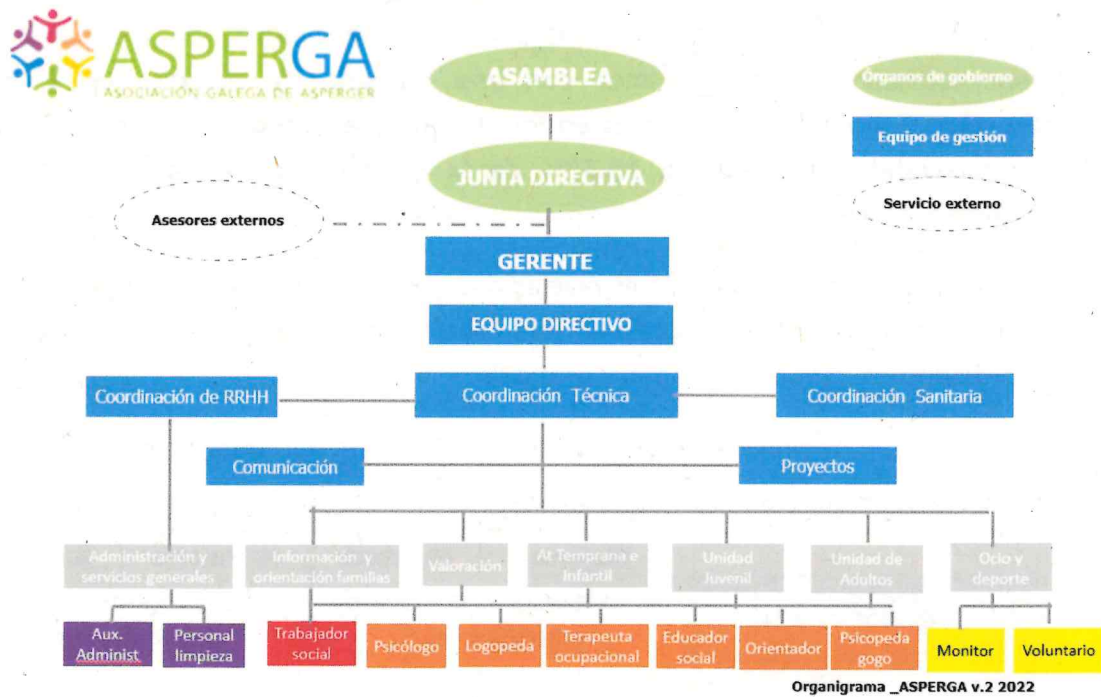 ASPERGA
ASOCIACIÓN GALEGA DE ASPERGER
ASAMBLEA
Órganos de gobierno
Equipo de gestión
JUNTA DIRECTIVA
Servicio externo
Asesores externos
GERENTE
EQUIPO DIRECTIVO
Coordinación de RRHH
Coordinación Técnica
Coordinación Sanitaria
Comunicación
Proyectos
Administración y
servicios generales
Información y
orientación familias
Valoración
At Temprana e
Infantil
Unidad
Juvenil
Unidad de
Adultos
Ocio y
deporte
Aux.
Administ
Personal
limpieza
Trabajador
social
Psicólogo
Logopeda
Terapeuta
ocupacional
Educador
social
Orientador
Psicopeda
gogo
Monitor
Voluntario
Organigrama _ASPERGA v.2 2022